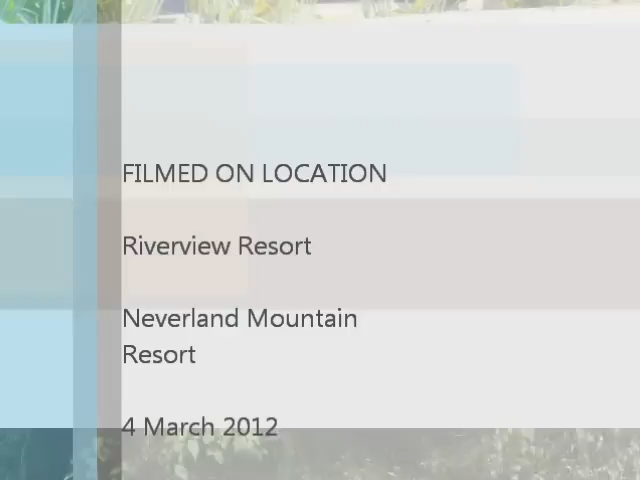 FILMED ON LOCATION
Riverview Resort
Neverland Mountain
Resort
4 March 2012